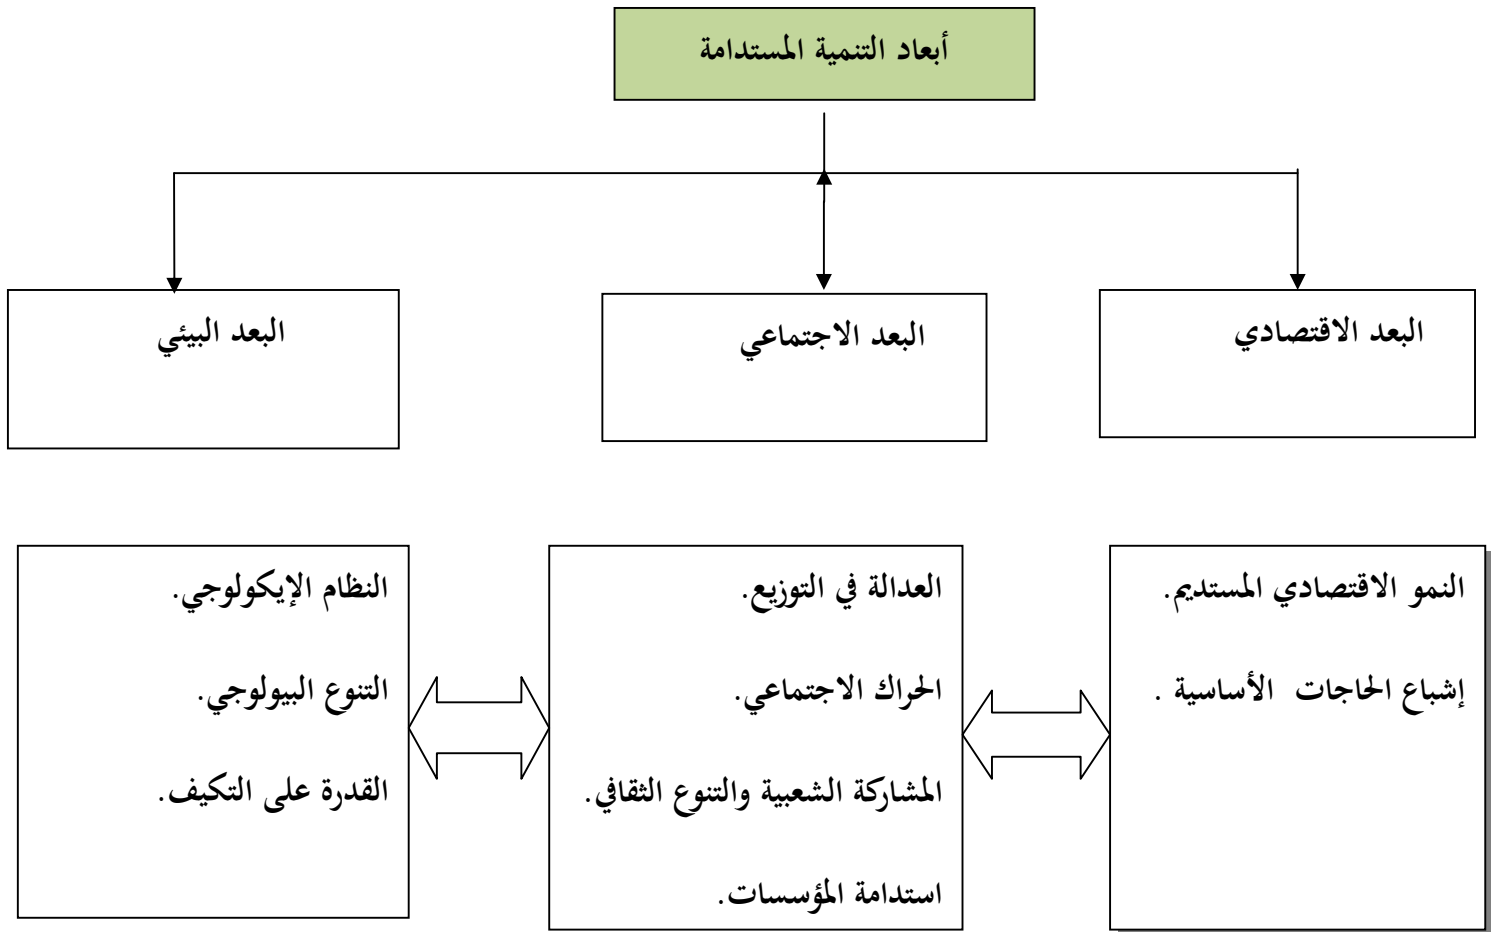 أبعاد التنمية المستدامة
البعد الاقتصادي
البعد الاجتماعي
البعد البيئي
النمو الاقتصادي المستديم.
إشباع الحاجات الأساسية .
العدالة في التوزيع.
الحراك الاجتماعي.
المشاركة الشعبية والتنوع الثقافي.
استدامة المؤسسات.
النظام الإيكولوجي.
التنوع البيولوجي.
القدرة على التكيف.